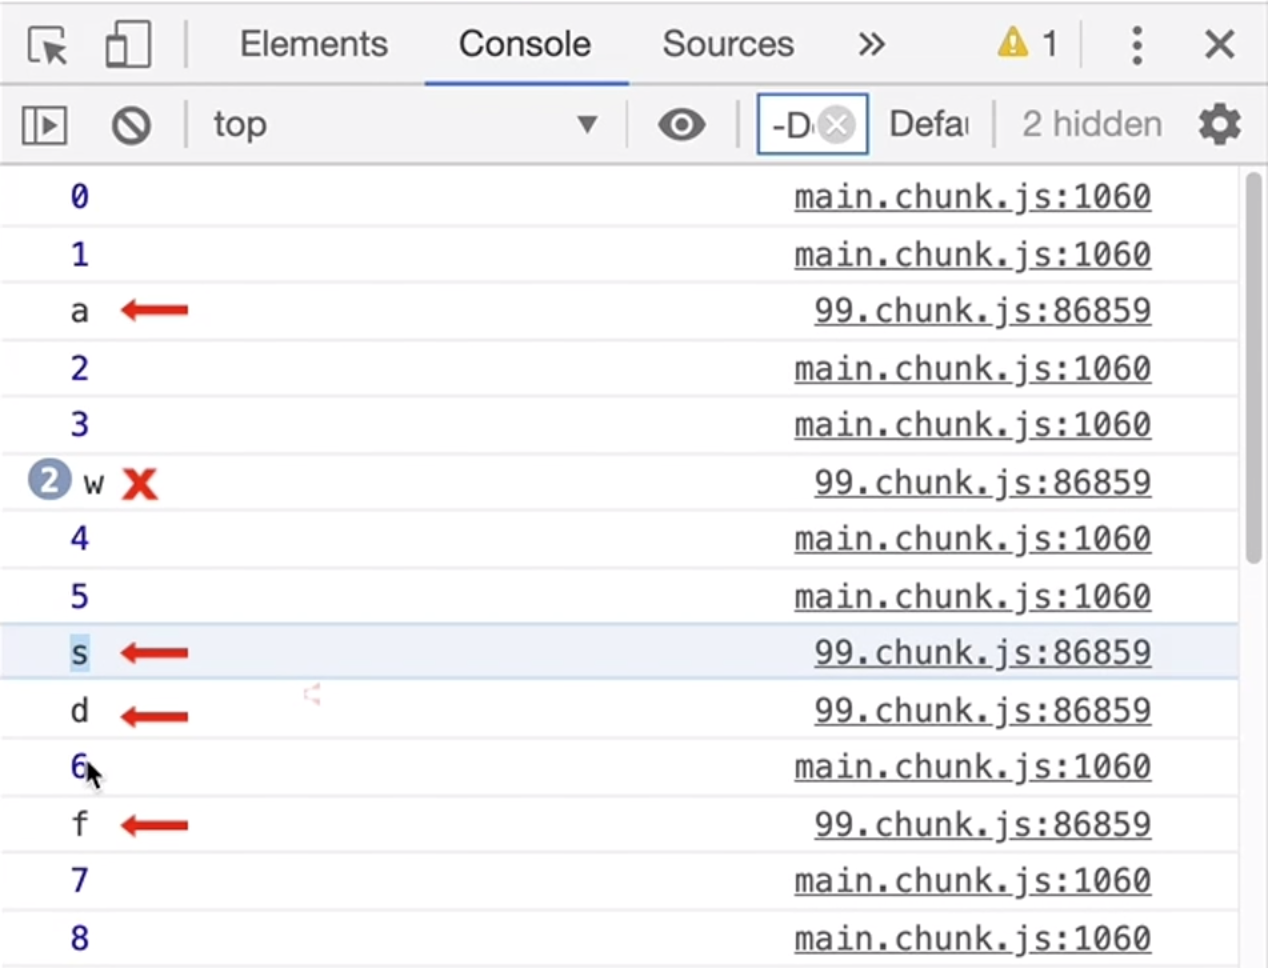 Elements Console Sources » 1
top -D Defau 2 hidden
0 main.chunk.js:1060
1 main.chunk.js:1060
a 99.chunk.js:86859
2 main.chunk.js:1060
3 main.chunk.js:1060
2 w 99.chunk.js:86859
4 main.chunk.js:1060
5 main.chunk.js:1060
s 99.chunk.js:86859
d 99.chunk.js:86859
6 main.chunk.js:1060
f 99.chunk.js:86859
7 main.chunk.js:1060
8 main.chunk.js:1060